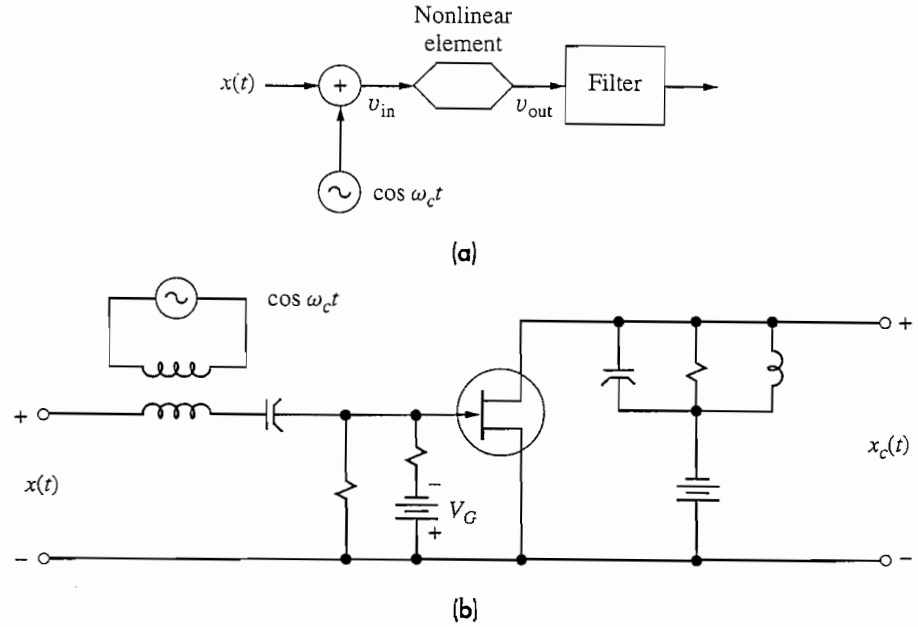 Nonlinear
element
x(t)
+
v_in
v_out
Filter
~
cos ω_c t
(a)
~
cos ω_c t
+
+
x(t)
−
V_G
+
x_c(t)
−
−
(b)